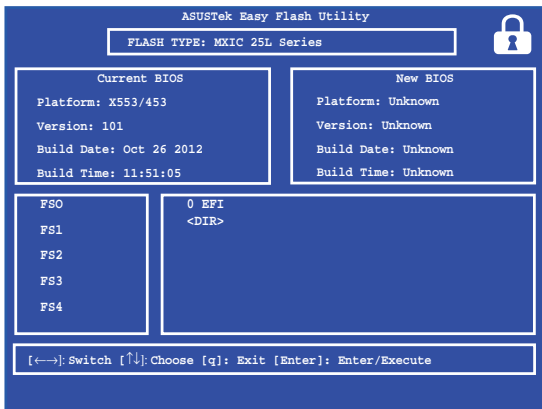 ASUSTek Easy Flash Utility
FLASH TYPE: MXIC 25L Series
Current BIOS
Platform: X553/453
Version: 101
Build Date: Oct 26 2012
Build Time: 11:51:05
New BIOS
Platform: Unknown
Version: Unknown
Build Date: Unknown
Build Time: Unknown
FSO
FS1
FS2
FS3
FS4
0 EFI
<DIR>
[←→]: Switch [↑↓]: Choose [q]: Exit [Enter]: Enter/Execute